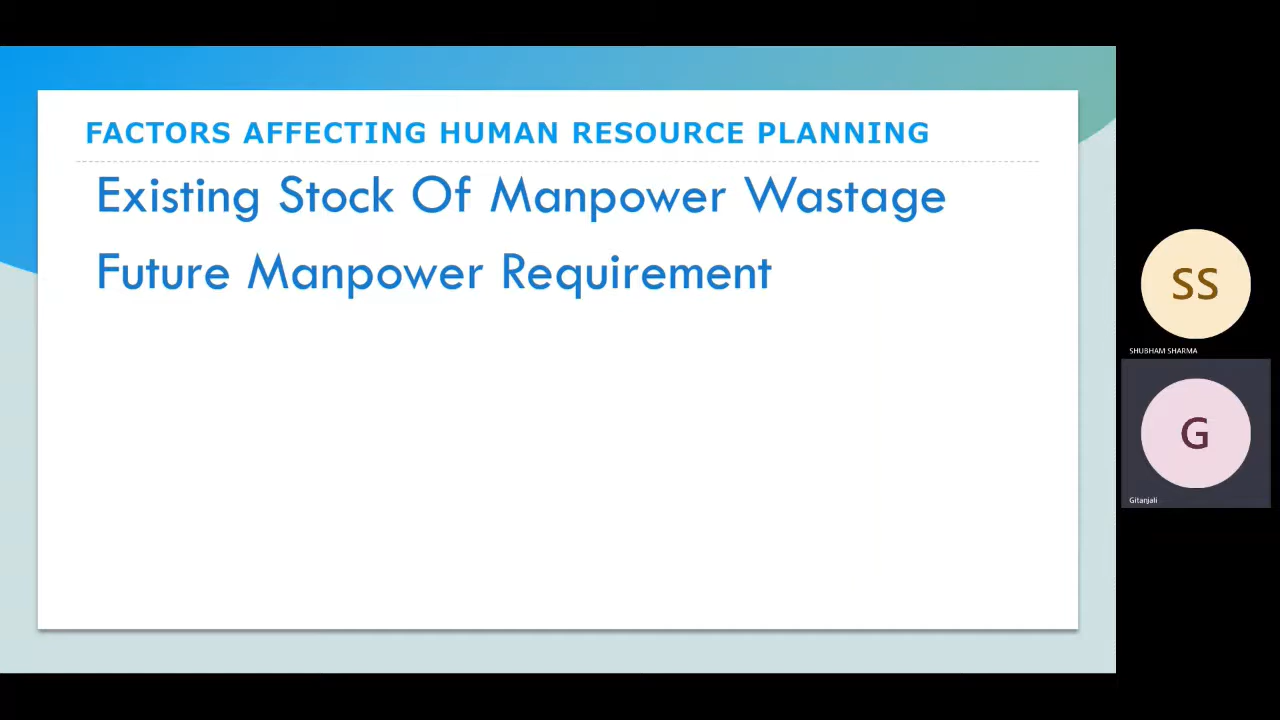 FACTORS AFFECTING HUMAN RESOURCE PLANNING
Existing Stock Of Manpower Wastage
Future Manpower Requirement
SS
SHUBHAM SHARMA
G
Gitanjali